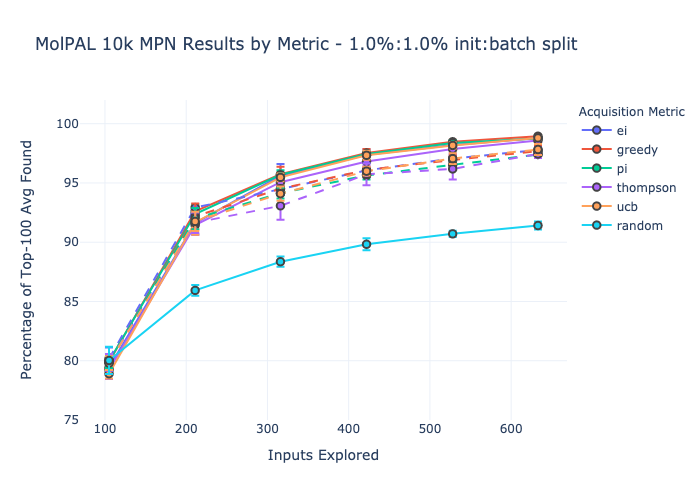 MolPAL 10k MPN Results by Metric - 1.0%:1.0% init:batch split
Acquisition Metric
ei
greedy
pi
thompson
ucb
random
Percentage of Top-100 Avg Found
100
95
90
85
80
75
100
200
300
400
500
600
Inputs Explored